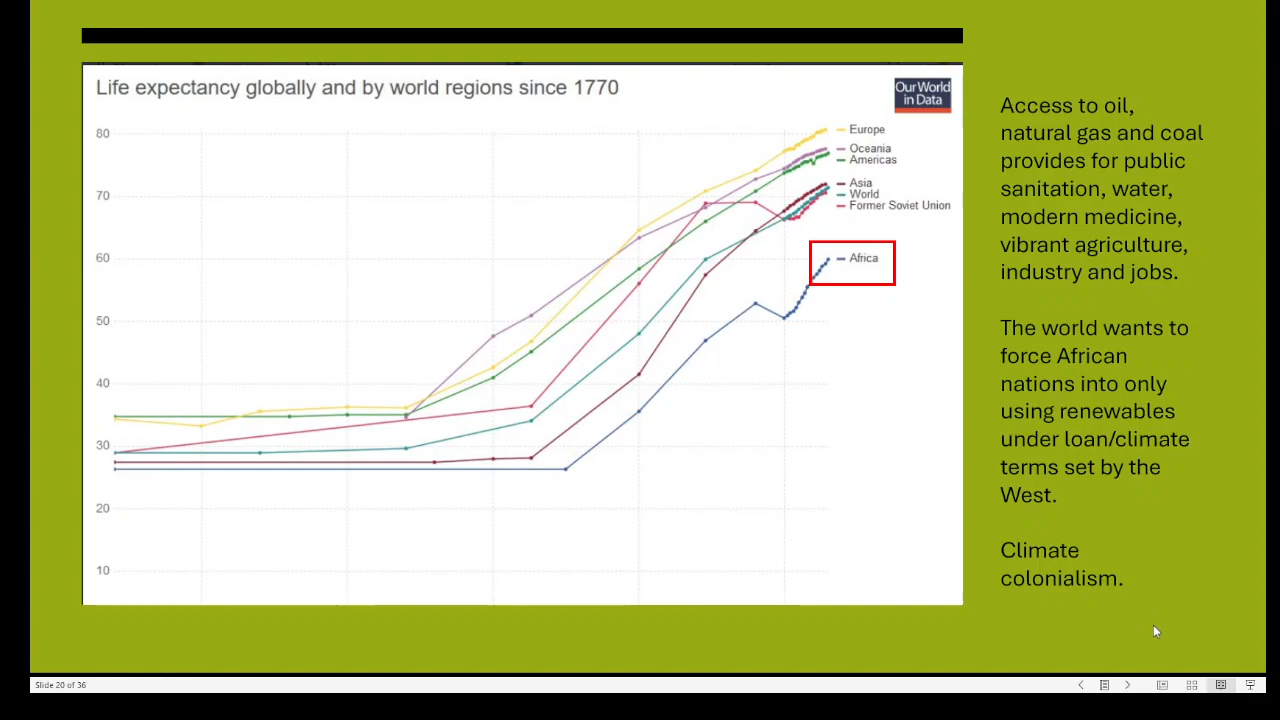 Life expectancy globally and by world regions since 1770
Our World
in Data
80
70
60
50
40
30
20
10
Europe
Oceania
Americas
Asia
World
Former Soviet Union
Africa
Access to oil,
natural gas and coal
provides for public
sanitation, water,
modern medicine,
vibrant agriculture,
industry and jobs.
The world wants to
force African
nations into only
using renewables
under loan/climate
terms set by the
West.
Climate
colonialism.
Slide 20 of 36